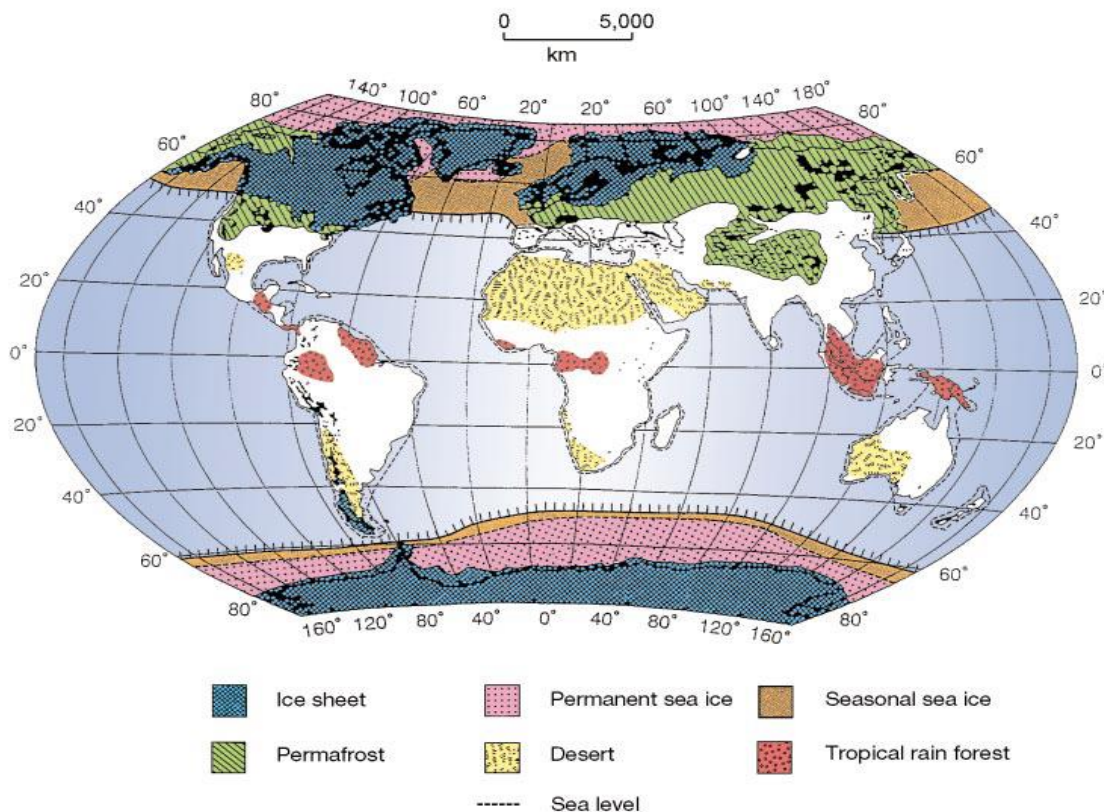 0 5,000
km
140° 100° 60° 20° 20° 60° 100° 140° 180°
80° 80°
60° 60°
40° 40°
20° 20°
0° 0°
20° 20°
40° 40°
60° 60°
80° 80°
160° 120° 80° 40° 0° 40° 80° 120° 160°
Ice sheet Permanent sea ice Seasonal sea ice
Permafrost Desert Tropical rain forest
Sea level